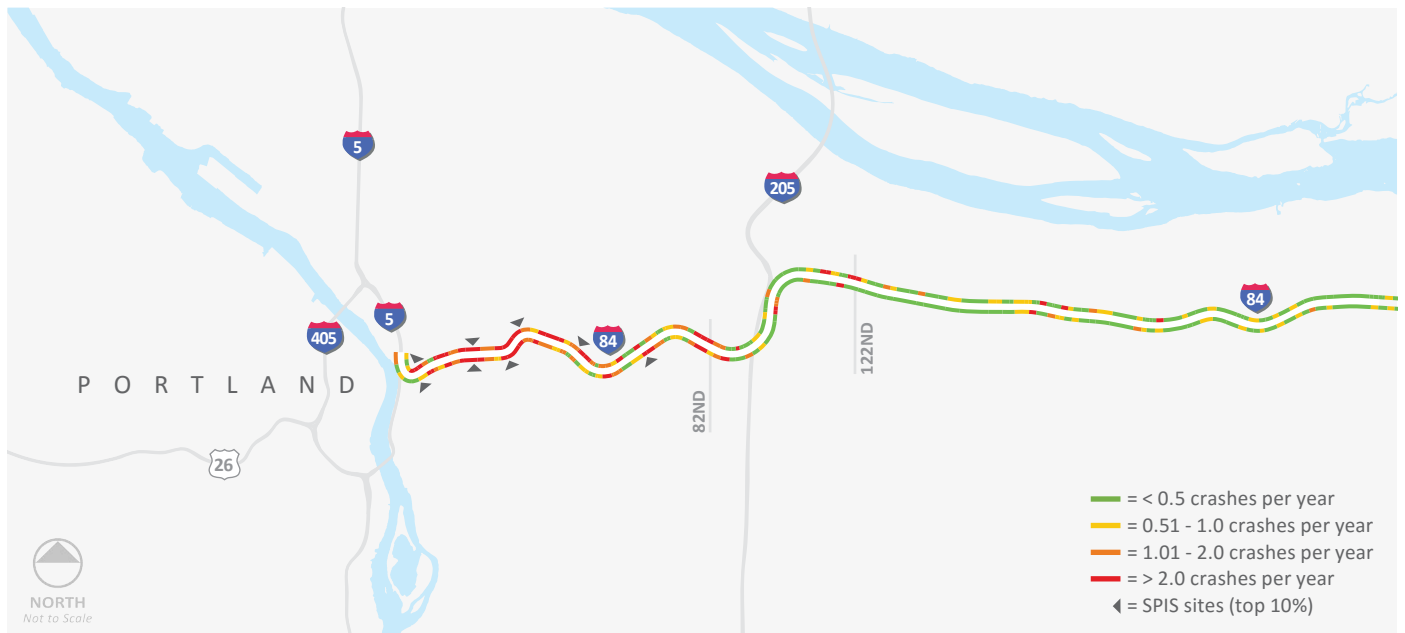 5
205
84
5
405
84
122ND
PORTLAND
82ND
26
= < 0.5 crashes per year
= 0.51 - 1.0 crashes per year
= 1.01 - 2.0 crashes per year
= > 2.0 crashes per year
= SPIS sites (top 10%)
NORTH
Not to Scale